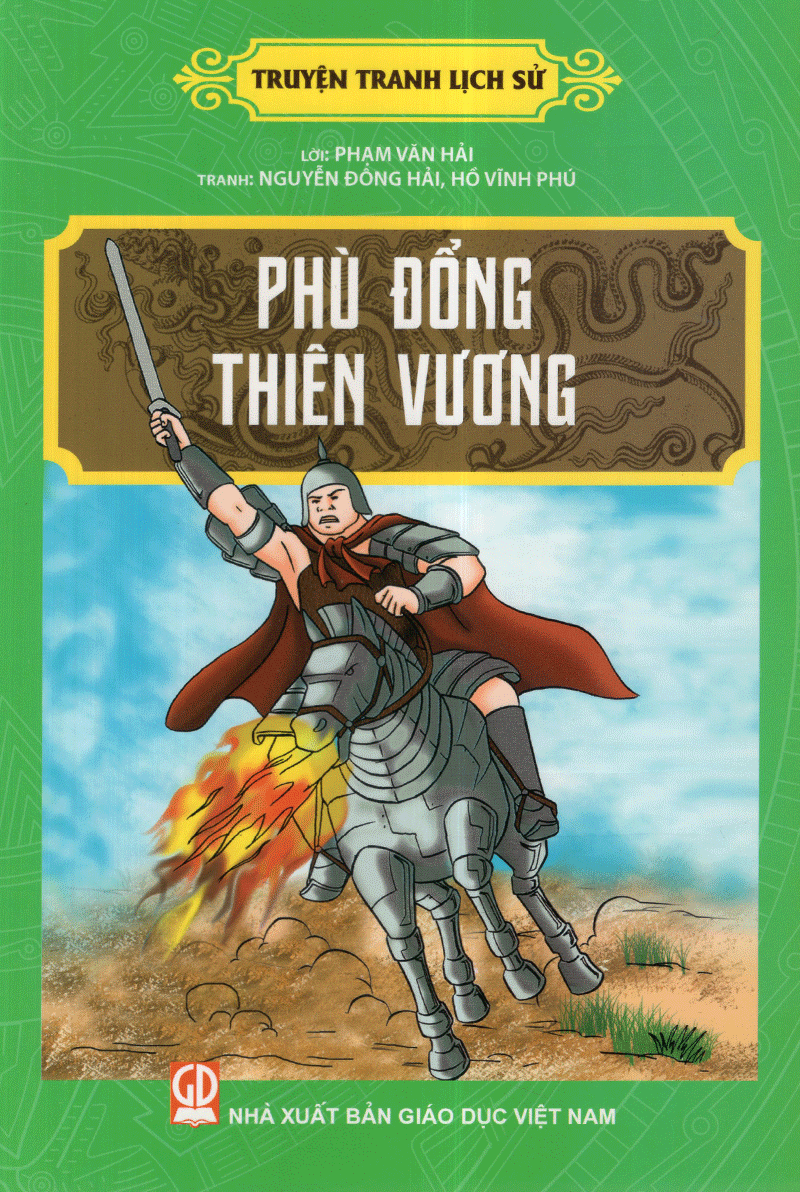 TRUYỆN TRANH LỊCH SỬ
LỜI: PHẠM VĂN HẢI
TRANH: NGUYỄN ĐÔNG HẢI, HỒ VĨNH PHÚ
PHÙ ĐỔNG
THIÊN VƯƠNG
GD
NHÀ XUẤT BẢN GIÁO DỤC VIỆT NAM